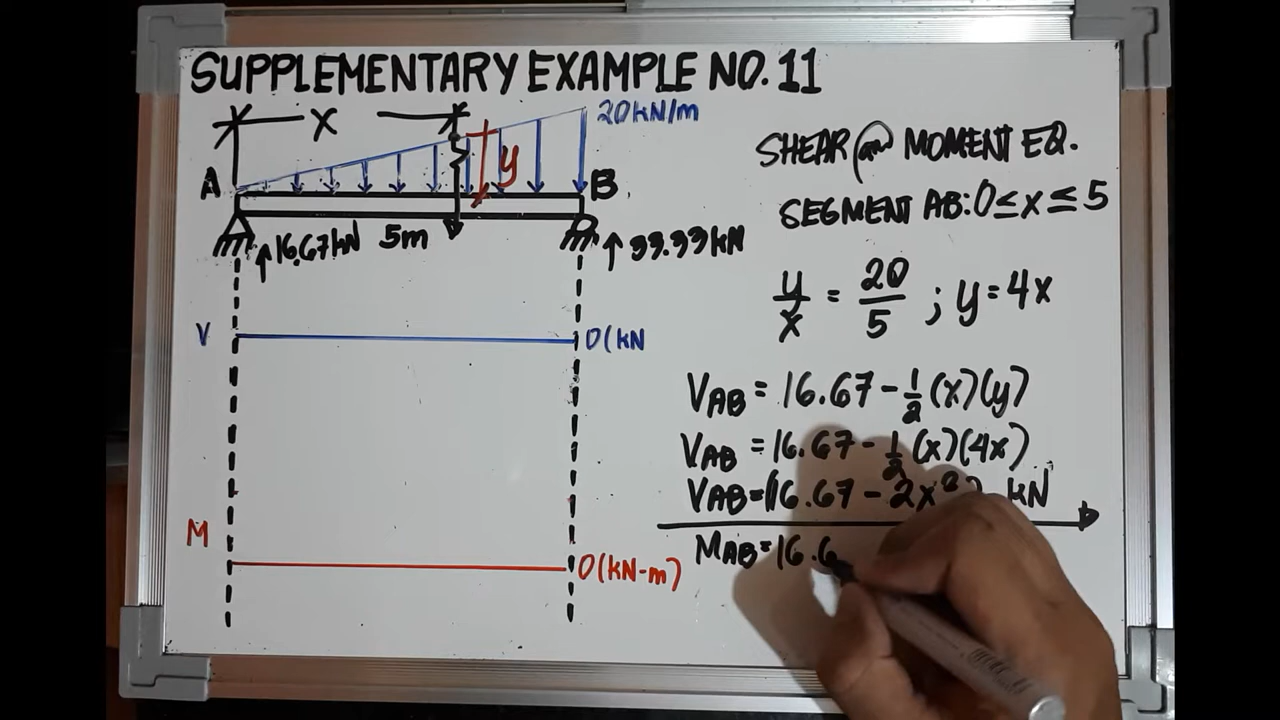 SUPPLEMENTARY EXAMPLE NO. 11
X
20kN/m
y
A
B
16.67kN
5m
33.33kN
V
0(kN
M
0(kN-m)
SHEAR and MOMENT EQ.
SEGMENT AB: 0≤x≤5
y/x = 20/5 ; y=4x
VAB = 16.67 - 1/2 (x)(y)
VAB = 16.67 - 1/2 (x)(4x)
VAB = (16.67 - 2x² kN
MAB = 16.6